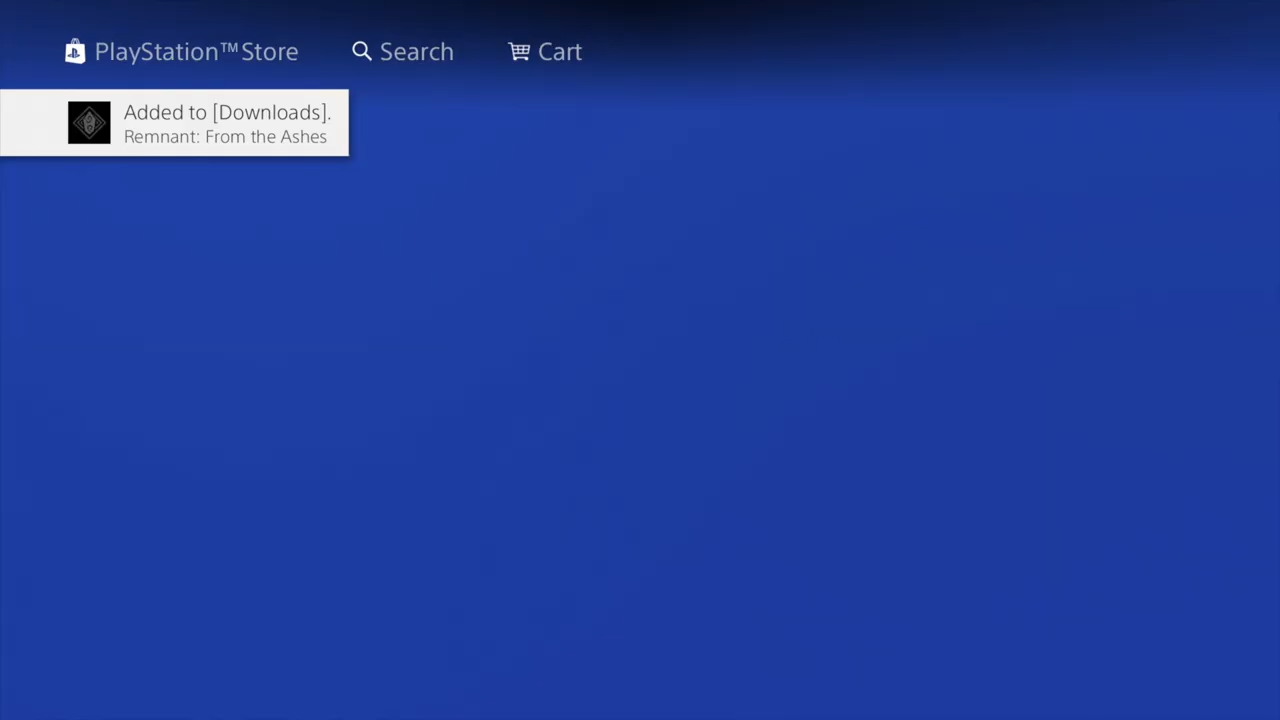 PlayStation™Store Search Cart
Added to [Downloads].
Remnant: From the Ashes